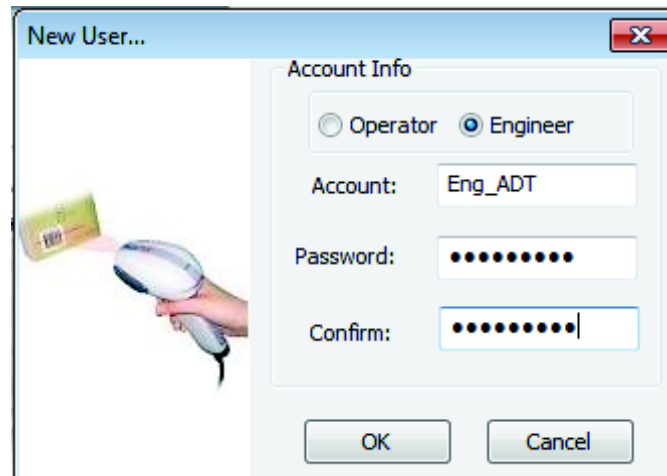 New User...
Account Info
Operator Engineer
Account: Eng_ADT
Password: ●●●●●●●●●
Confirm: ●●●●●●●●●
OK Cancel